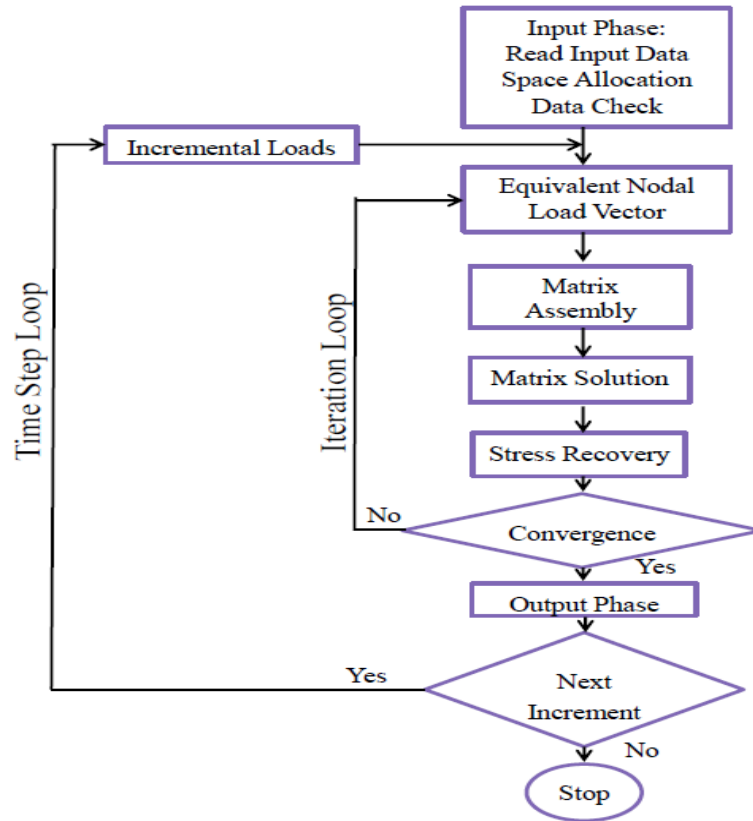 Input Phase:
Read Input Data
Space Allocation
Data Check
Incremental Loads
Equivalent Nodal
Load Vector
Matrix
Assembly
Matrix Solution
Stress Recovery
Time Step Loop
Iteration Loop
No
Convergence
Yes
Output Phase
Yes
Next
Increment
No
Stop